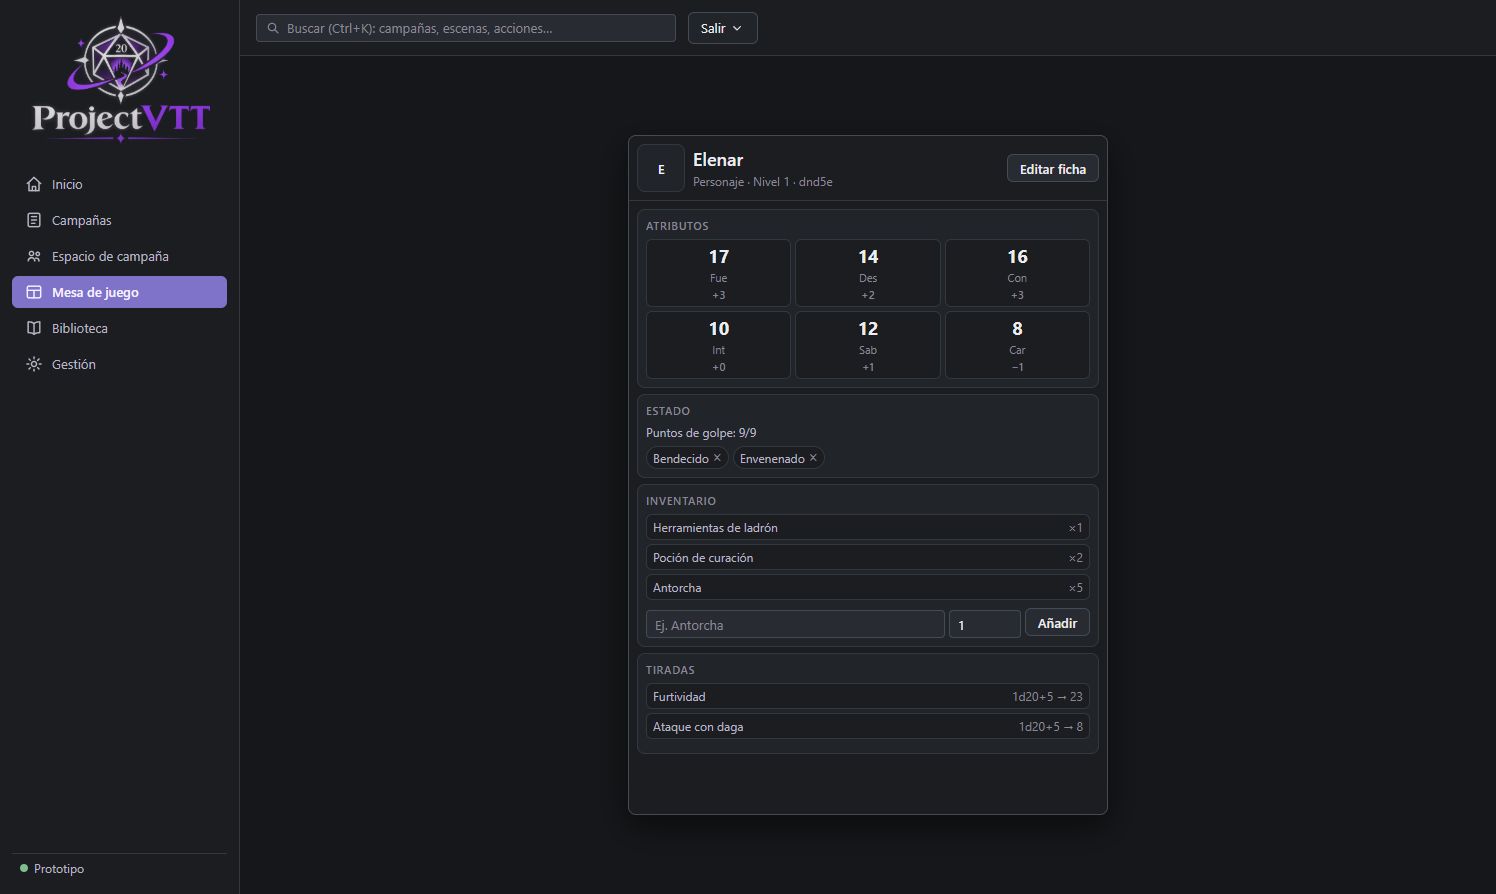 20
ProjectVTT
Inicio
Campañas
Espacio de campaña
Mesa de juego
Biblioteca
Gestión
Prototipo
Buscar (Ctrl+K): campañas, escenas, acciones...
Salir
E
Elenar
Personaje · Nivel 1 · dnd5e
Editar ficha
ATRIBUTOS
17 14 16
Fue Des Con
+3 +2 +3
10 12 8
Int Sab Car
+0 +1 −1
ESTADO
Puntos de golpe: 9/9
Bendecido × Envenenado ×
INVENTARIO
Herramientas de ladrón ×1
Poción de curación ×2
Antorcha ×5
Ej. Antorcha 1 Añadir
TIRADAS
Furtividad 1d20+5 → 23
Ataque con daga 1d20+5 → 8